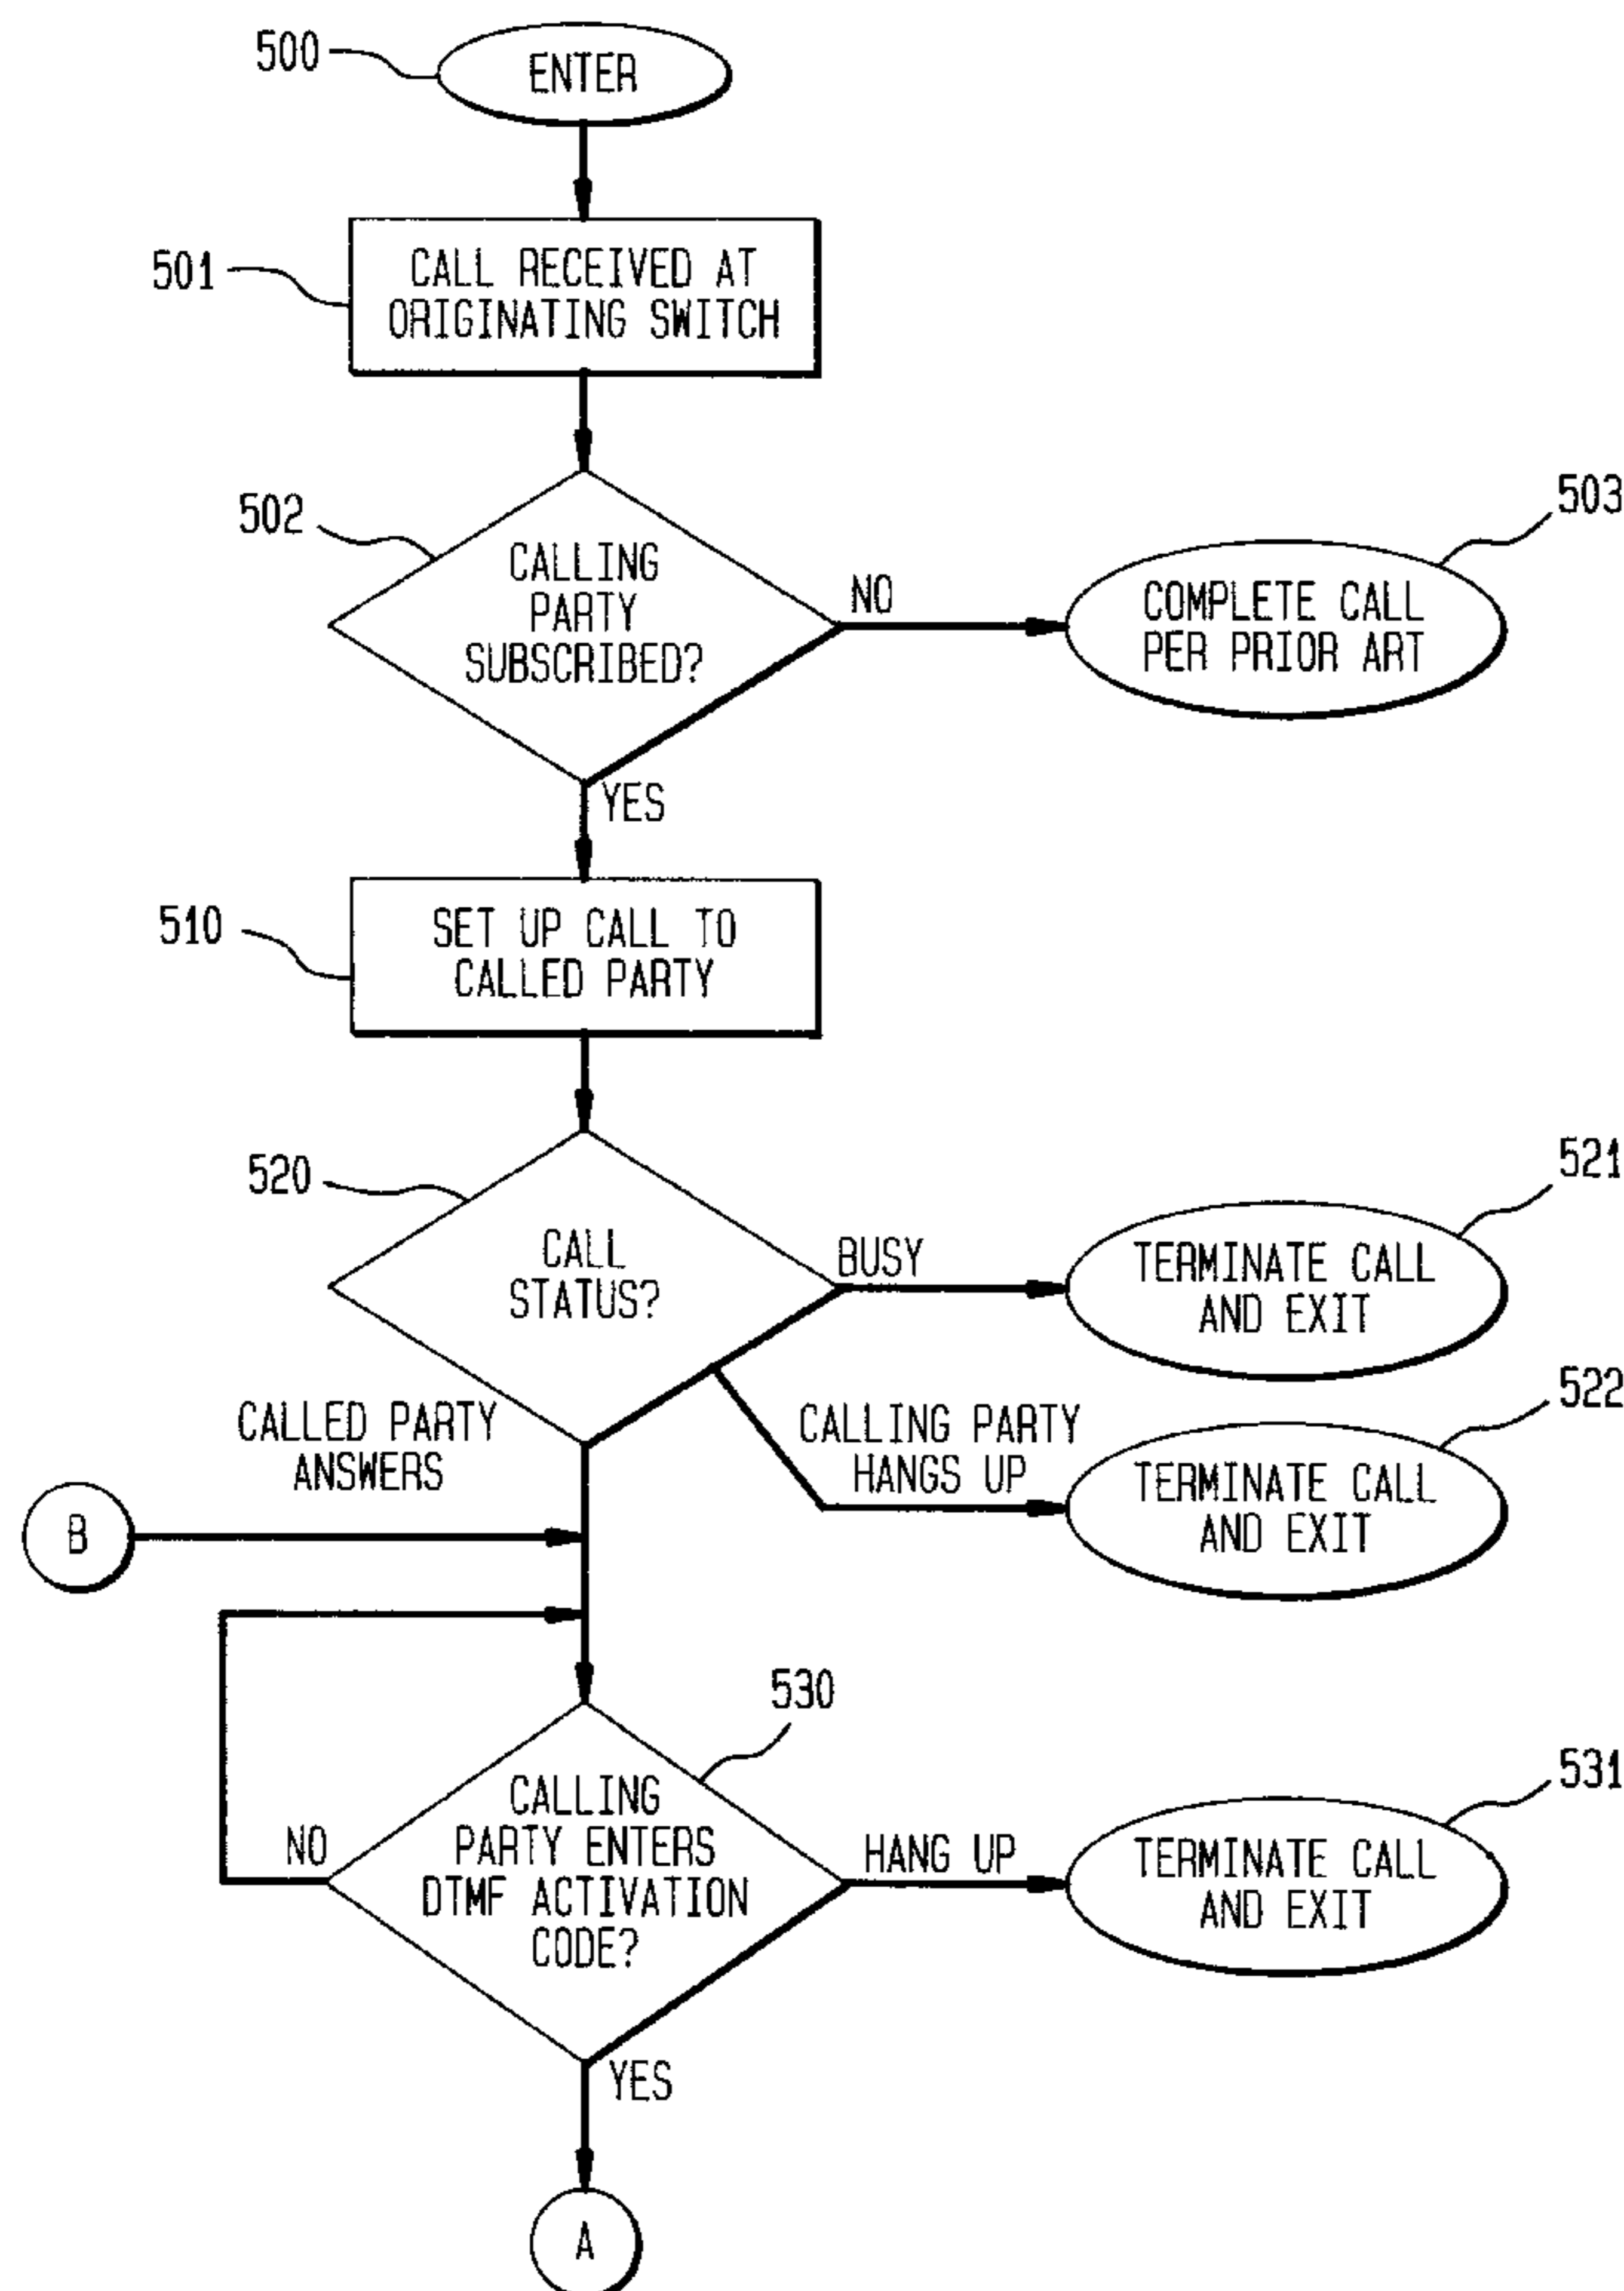 500
ENTER
501
CALL RECEIVED AT
ORIGINATING SWITCH
502
CALLING
PARTY
SUBSCRIBED?
NO
503
COMPLETE CALL
PER PRIOR ART
YES
510
SET UP CALL TO
CALLED PARTY
520
CALL
STATUS?
BUSY
521
TERMINATE CALL
AND EXIT
CALLING PARTY
HANGS UP
522
TERMINATE CALL
AND EXIT
CALLED PARTY
ANSWERS
B
530
CALLING
PARTY ENTERS
DTMF ACTIVATION
CODE?
NO
HANG UP
531
TERMINATE CALL
AND EXIT
YES
A